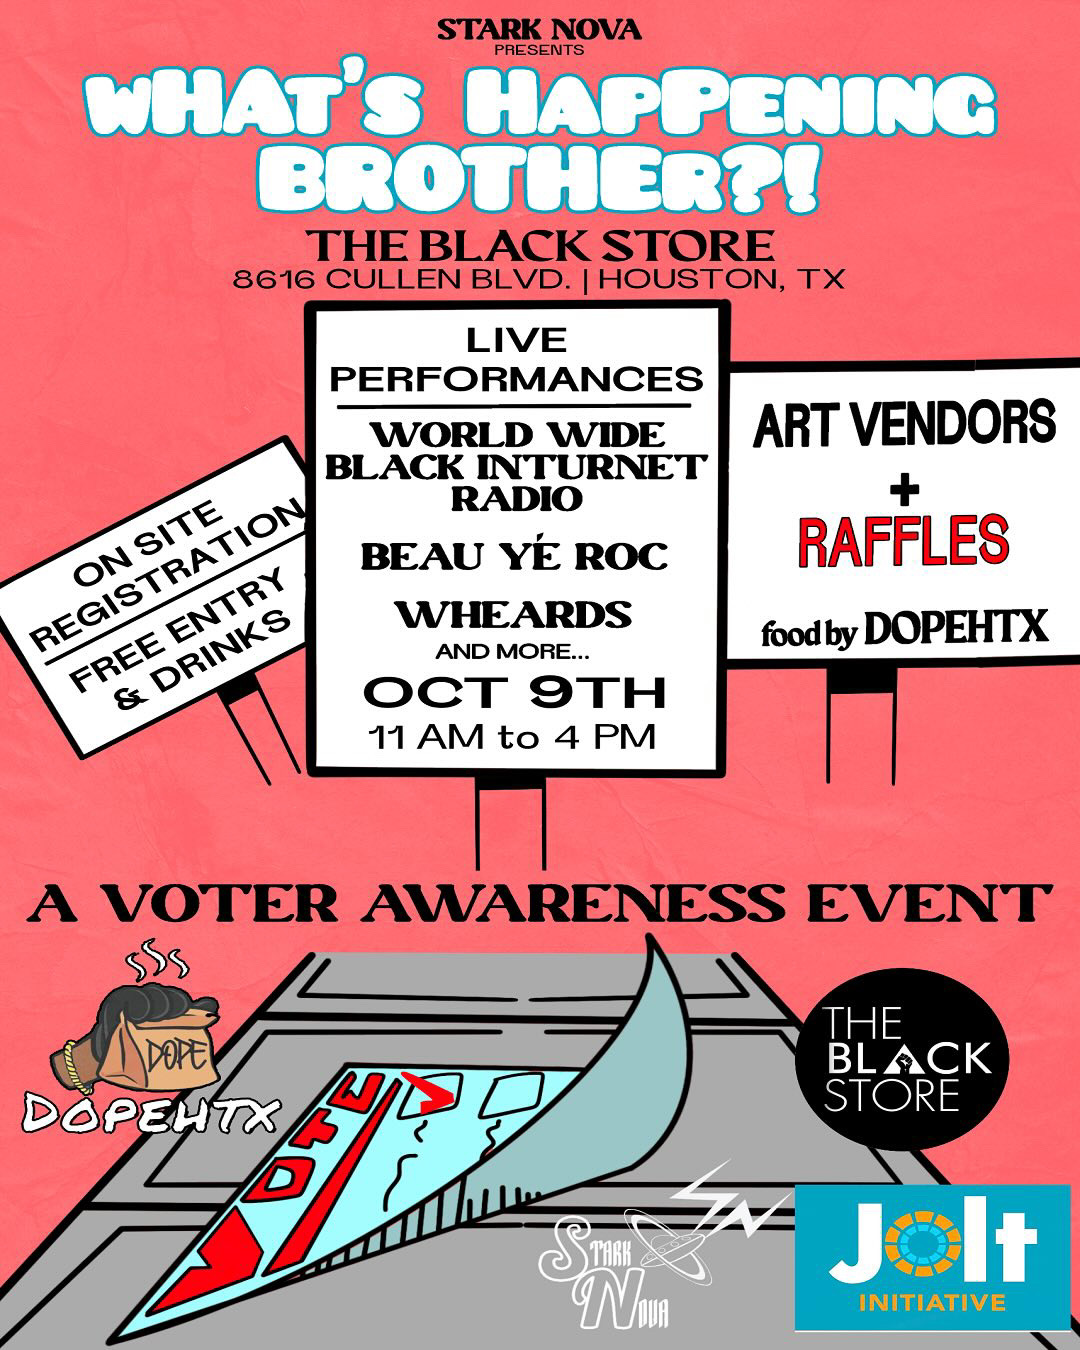 STARK NOVA
PRESENTS
WHAT'S HAPPENING
BROTHER?!
THE BLACK STORE
8616 CULLEN BLVD. | HOUSTON, TX
LIVE
PERFORMANCES
WORLD WIDE
BLACK INTURNET
RADIO
BEAU YÉ ROC
WHEARDS
AND MORE...
OCT 9TH
11 AM to 4 PM
ON SITE
REGISTRATION
FREE ENTRY
& DRINKS
ART VENDORS
+
RAFFLES
food by DOPEHTX
A VOTER AWARENESS EVENT
DOPE
DOPEHTX
VOTE
THE
BLACK
STORE
STARK
NOVA
Jolt
INITIATIVE